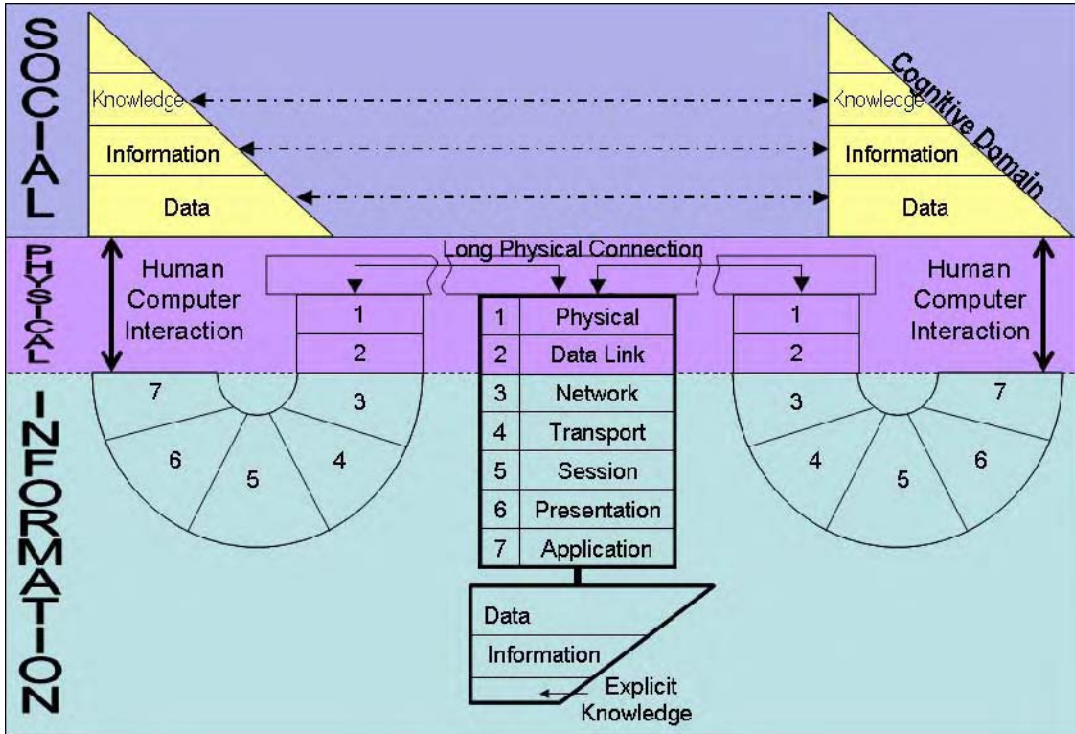 SOCIAL
Knowledge
Information
Data
Knowledge
Information
Data
Cognitive Domain
PHYSICAL
Long Physical Connection
Human
Computer
Interaction
Human
Computer
Interaction
1
2
1 Physical
2 Data Link
3 Network
4 Transport
5 Session
6 Presentation
7 Application
1
2
INFORMATION
7
6
5
4
3
3
4
5
6
7
Data
Information
Explicit
Knowledge